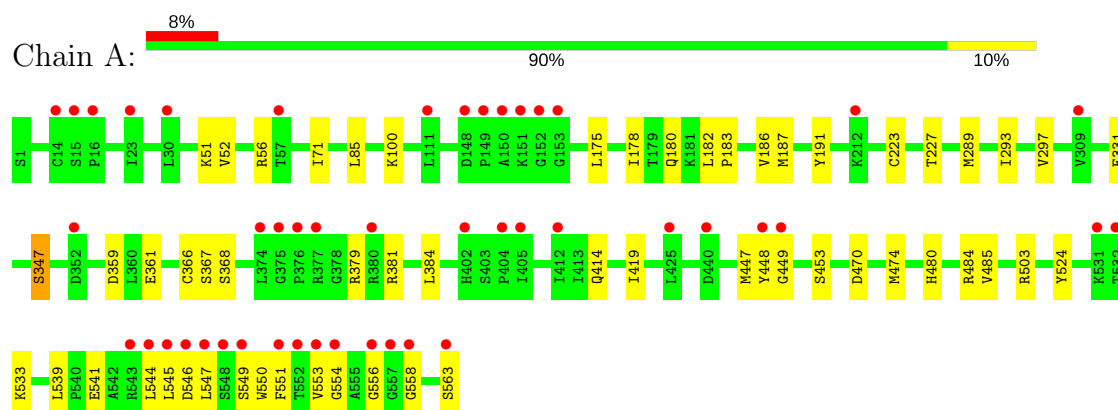 8%
Chain A:
90% 10%
S1 C14 S15 P16 I23 L30 K51 V52 R56 T57 I71 L85 K100 L111 D148 P149 A150 K151 G152 G153 L175 I178 T179 Q180 K181 L182 P183 V186 M187 Y191 K212 C223 T227 M289 I293 V297 V309
S347 D352 D359 L360 E361 C366 S367 S368 L374 G375 P376 R377 G378 R379 R380 R381 L384 H402 S403 P404 I405 I412 I413 Q414 I419 L425 D440 M447 Y448 G449 S453 D470 M474 H480 R484 V485 R503 Y524 K531 T532
K533 L539 P540 E541 A542 R543 L544 L545 D546 L547 S548 S549 W550 F551 T552 V553 G554 A555 G556 G557 G558 S563